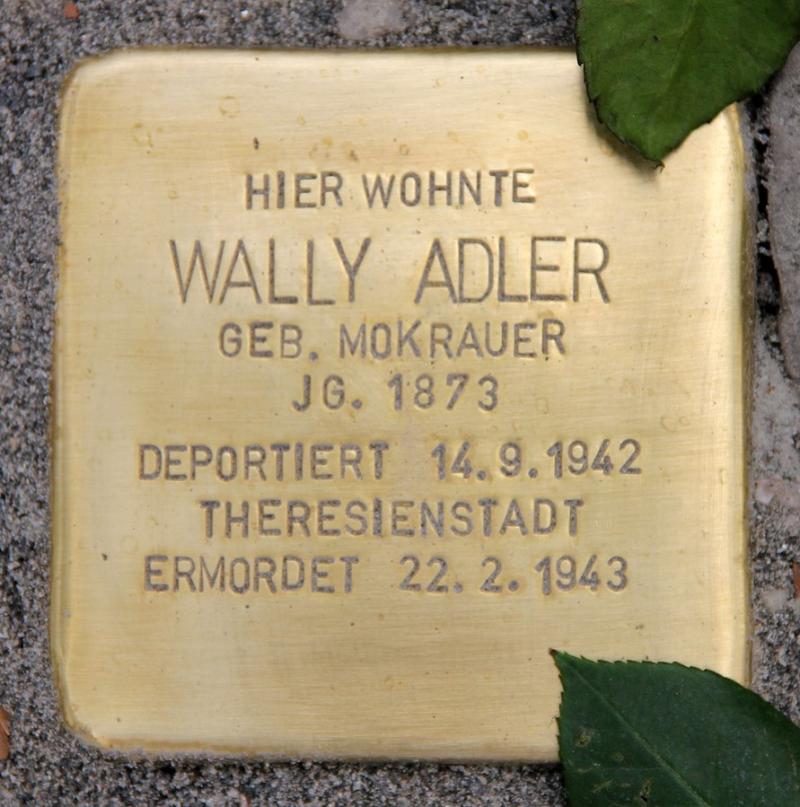 HIER WOHNTE
WALLY ADLER
GEB. MOKRAUER
JG. 1873
DEPORTIERT 14.9.1942
THERESIENSTADT
ERMORDET 22.2.1943